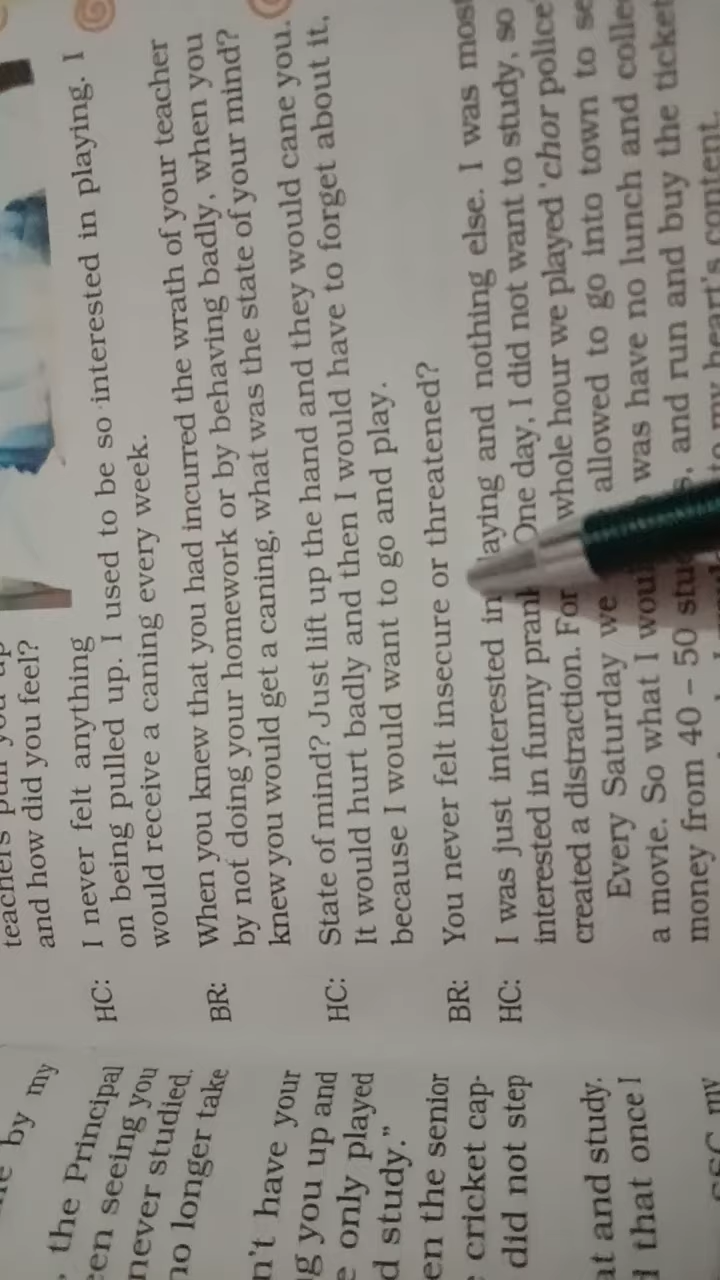 teachers
and how did you feel?
HC: I never felt anything
on being pulled up. I used to be so interested in playing. I
would receive a caning every week.
BR: When you knew that you had incurred the wrath of your teacher
by not doing your homework or by behaving badly, when you
knew you would get a caning, what was the state of your mind?
HC: State of mind? Just lift up the hand and they would cane you.
It would hurt badly and then I would have to forget about it,
because I would want to go and play.
BR: You never felt insecure or threatened?
HC: I was just interested in laying and nothing else. I was most
interested in funny One day, I did not want to study, so
created a distraction. For whole hour we played 'chor police'
Every Saturday we allowed to go into town to
a movie. So what I was have no lunch and
money from 40 – 50 and run and buy the ticket
my heart's content.
by my
the Principal
seeing you
never studied.
no longer take
have your
you up and
only played
study."
the senior
cricket cap-
did not step
and study.
that once I
my